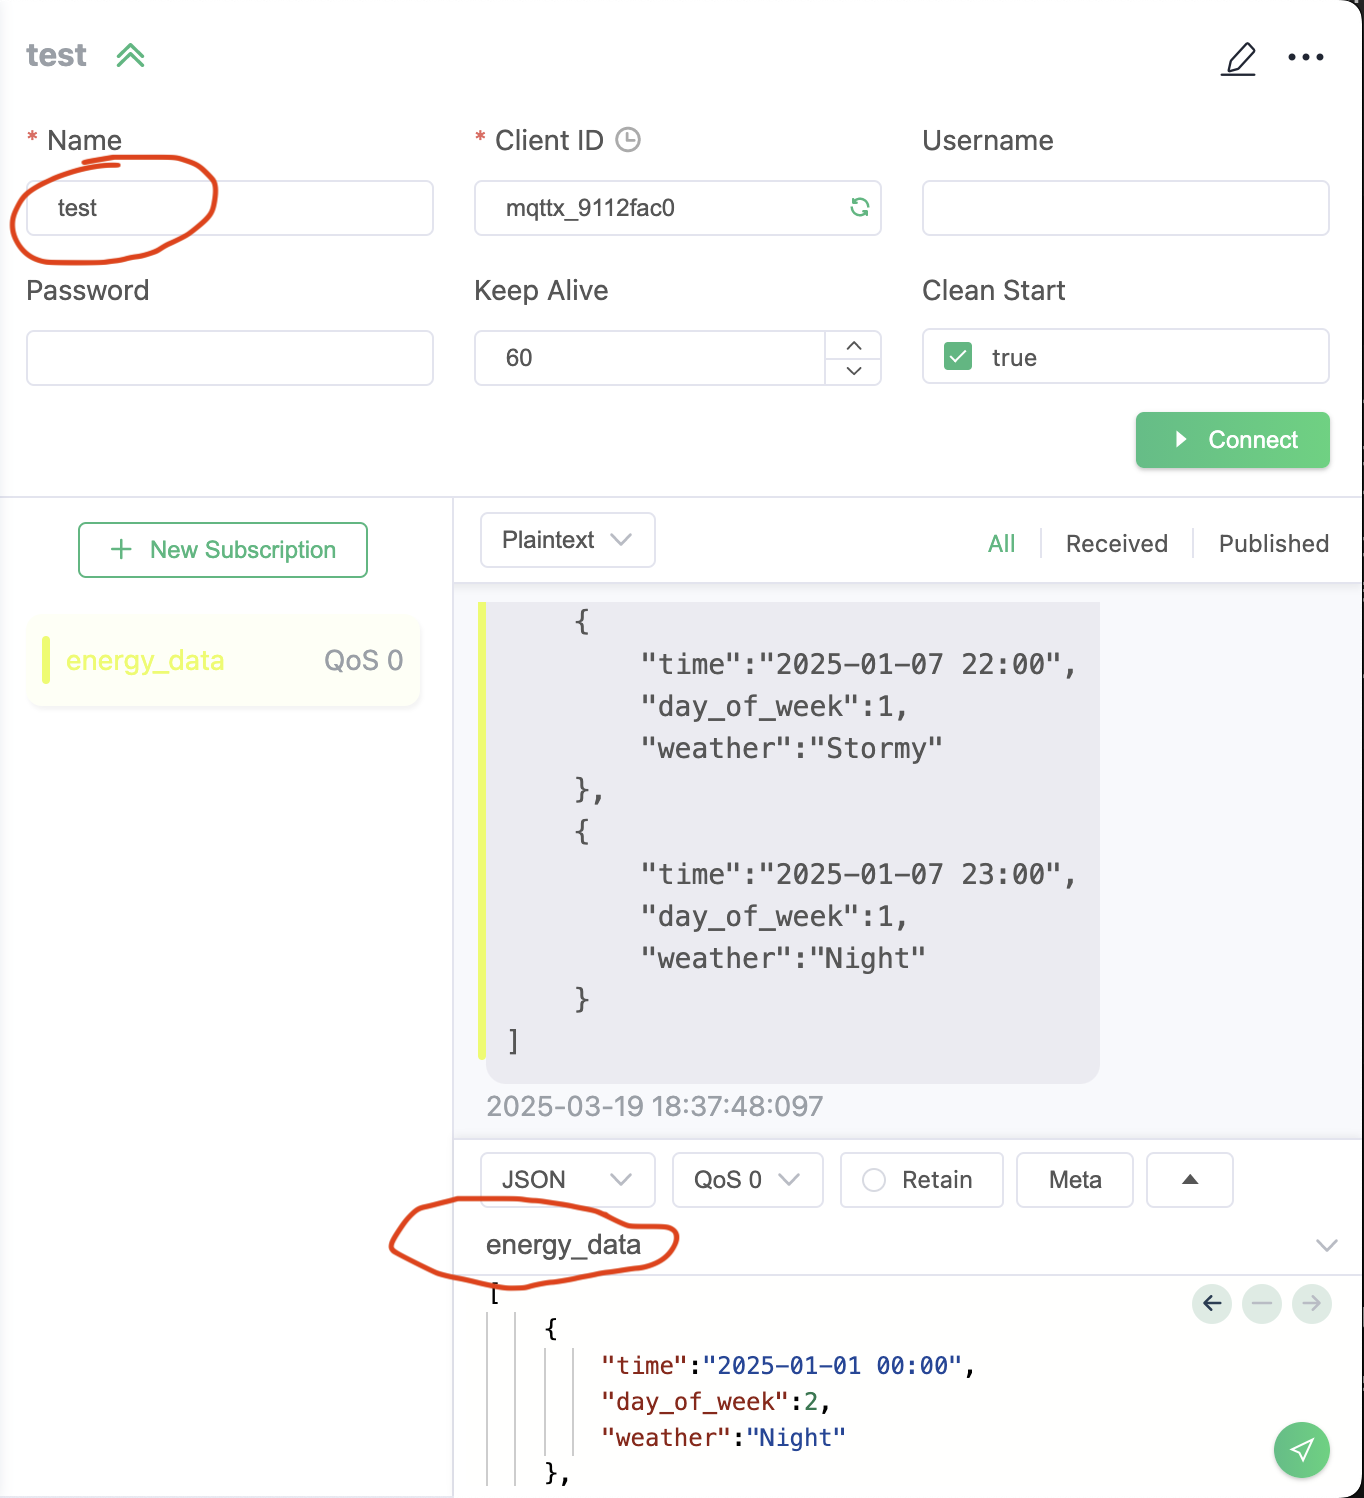 test
* Name
* Client ID
Username
test
mqttx_9112fac0
Password
Keep Alive
Clean Start
60
true
Connect
+ New Subscription
Plaintext
All
Received
Published
energy_data
QoS 0
{
"time":"2025-01-07 22:00",
"day_of_week":1,
"weather":"Stormy"
},
{
"time":"2025-01-07 23:00",
"day_of_week":1,
"weather":"Night"
}
]
2025-03-19 18:37:48:097
JSON
QoS 0
Retain
Meta
energy_data
[
{
"time":"2025-01-01 00:00",
"day_of_week":2,
"weather":"Night"
},